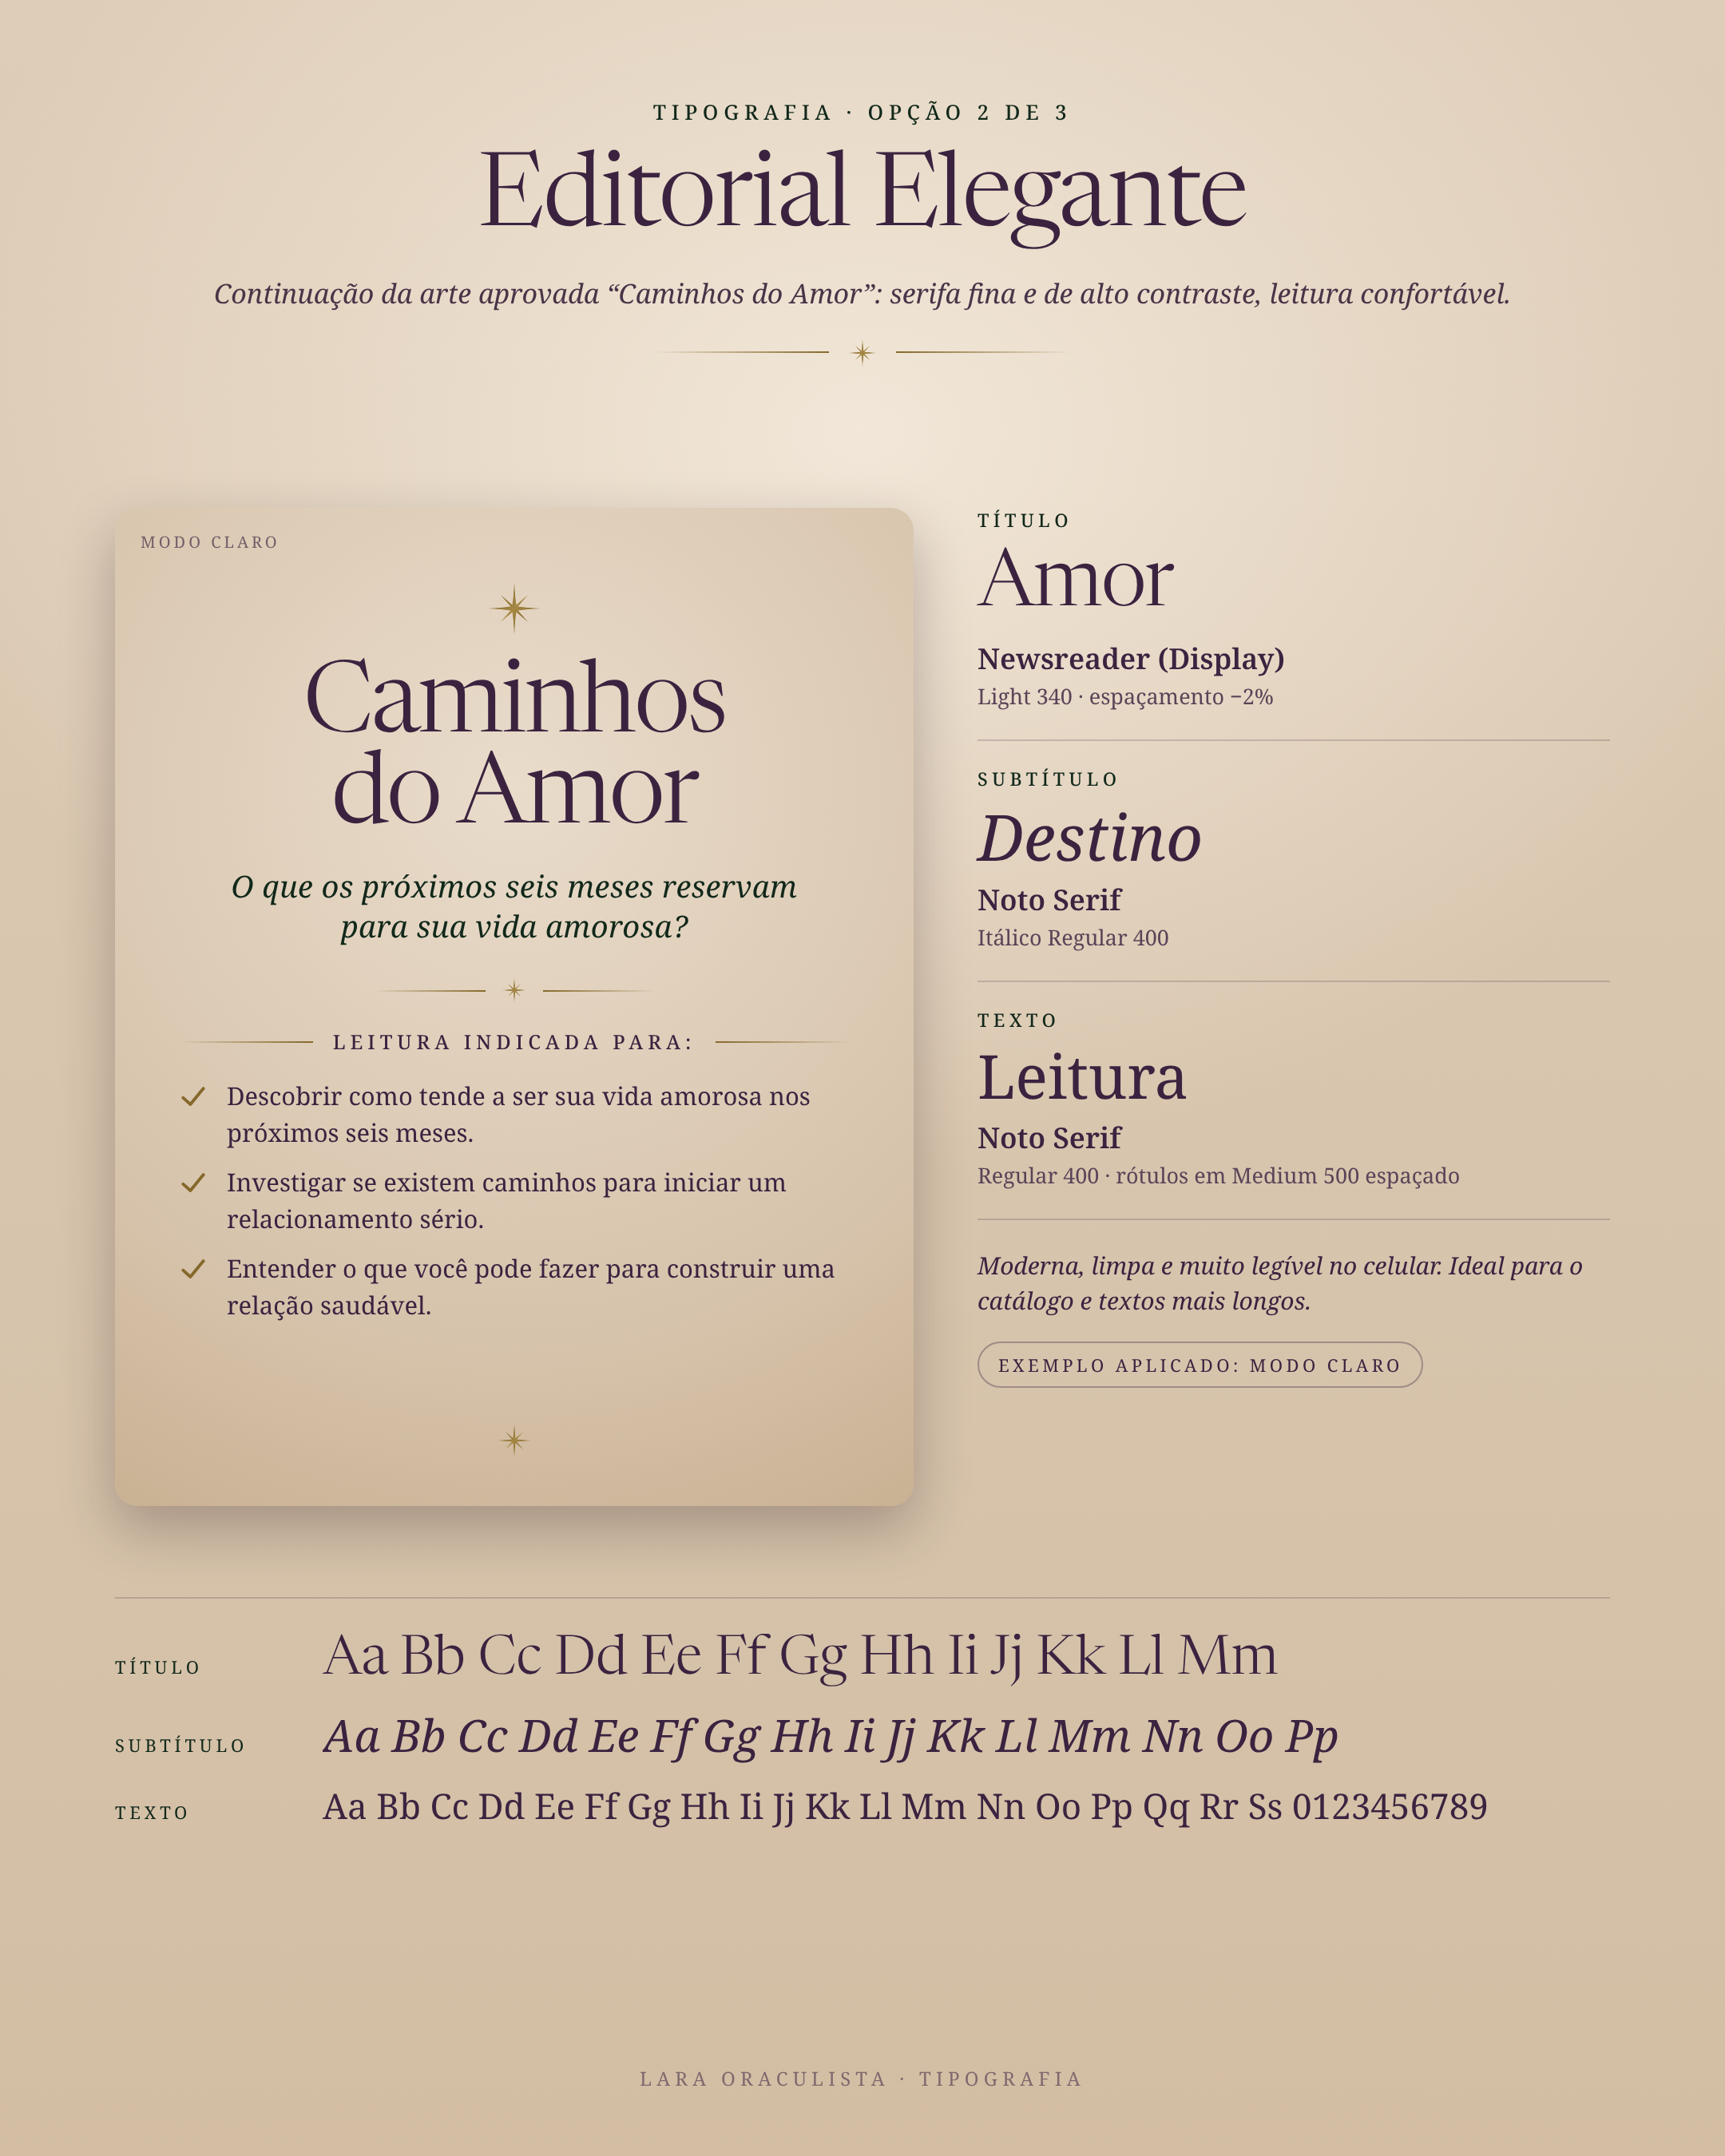 TIPOGRAFIA · OPÇÃO 2 DE 3
Editorial Elegante
Continuação da arte aprovada “Caminhos do Amor”: serifa fina e de alto contraste, leitura confortável.
MODO CLARO
Caminhos
do Amor
O que os próximos seis meses reservam
para sua vida amorosa?
LEITURA INDICADA PARA:
Descobrir como tende a ser sua vida amorosa nos
próximos seis meses.
Investigar se existem caminhos para iniciar um
relacionamento sério.
Entender o que você pode fazer para construir uma
relação saudável.
TÍTULO
Amor
Newsreader (Display)
Light 340 · espaçamento −2%
SUBTÍTULO
Destino
Noto Serif
Itálico Regular 400
TEXTO
Leitura
Noto Serif
Regular 400 · rótulos em Medium 500 espaçado
Moderna, limpa e muito legível no celular. Ideal para o
catálogo e textos mais longos.
EXEMPLO APLICADO: MODO CLARO
TÍTULO Aa Bb Cc Dd Ee Ff Gg Hh Ii Jj Kk Ll Mm
SUBTÍTULO Aa Bb Cc Dd Ee Ff Gg Hh Ii Jj Kk Ll Mm Nn Oo Pp
TEXTO Aa Bb Cc Dd Ee Ff Gg Hh Ii Jj Kk Ll Mm Nn Oo Pp Qq Rr Ss 0123456789
LARA ORACULISTA · TIPOGRAFIA